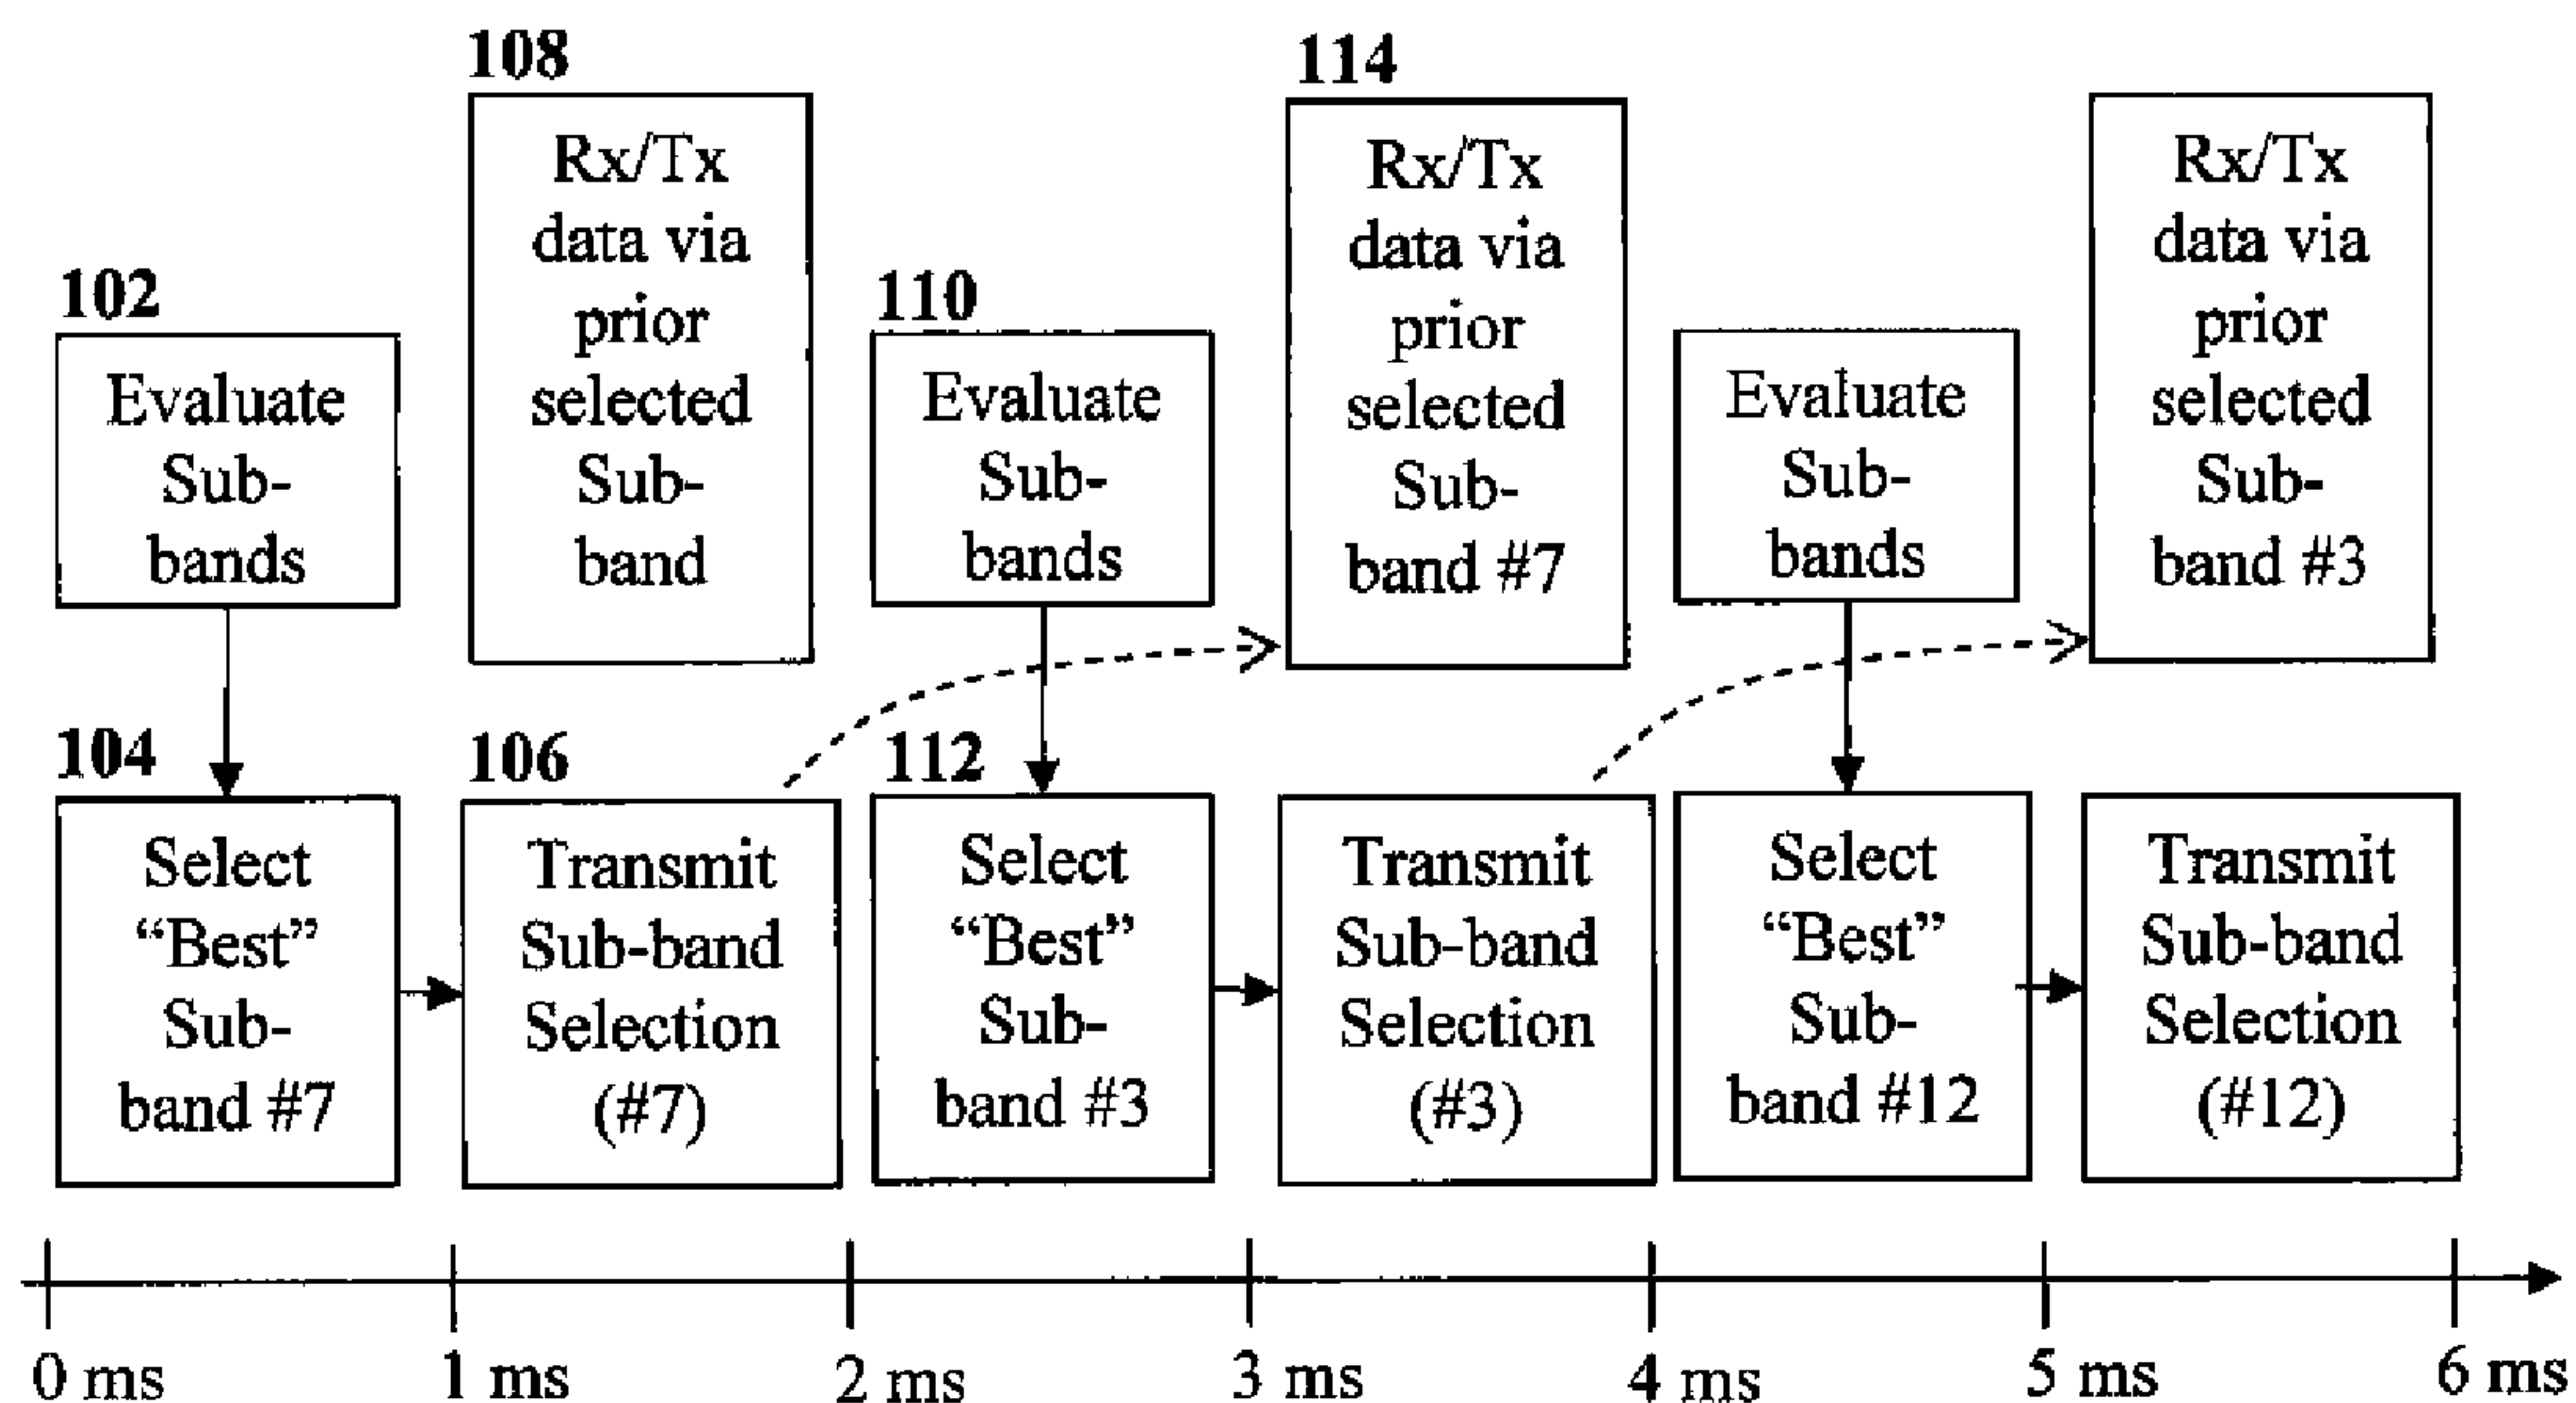 108
Rx/Tx
data via
prior
selected
Sub-
band
114
Rx/Tx
data via
prior
selected
Sub-
band #7
Rx/Tx
data via
prior
selected
Sub-
band #3
102
Evaluate
Sub-
bands
110
Evaluate
Sub-
bands
Evaluate
Sub-
bands
104
Select
“Best”
Sub-
band #7
106
Transmit
Sub-band
Selection
(#7)
112
Select
“Best”
Sub-
band #3
Transmit
Sub-band
Selection
(#3)
Select
“Best”
Sub-
band #12
Transmit
Sub-band
Selection
(#12)
0 ms
1 ms
2 ms
3 ms
4 ms
5 ms
6 ms